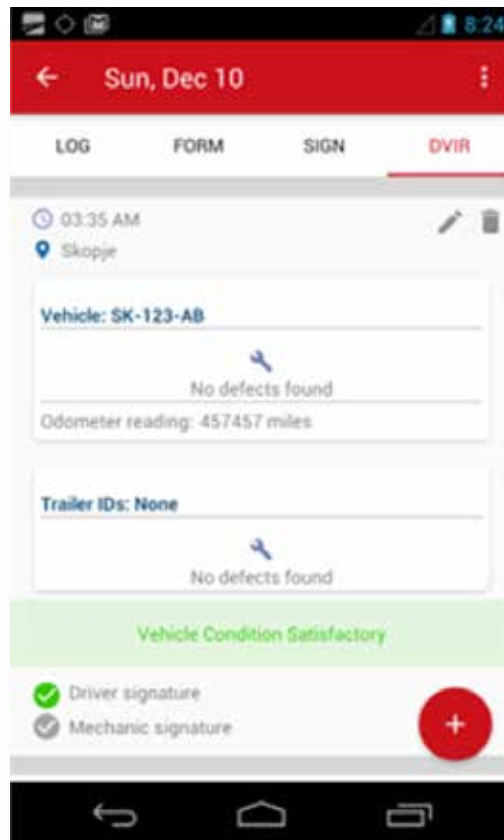 8:24
Sun, Dec 10
LOG FORM SIGN DVIR
03:35 AM
Skopje
Vehicle: SK-123-AB
No defects found
Odometer reading: 457457 miles
Trailer IDs: None
No defects found
Vehicle Condition Satisfactory
Driver signature
Mechanic signature